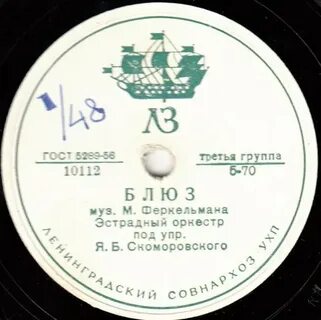 1/48
ЛЗ
ГОСТ 5289-56
10112
третья группа
5-70
БЛЮЗ
муз. М. Феркельмана
Эстрадный оркестр
под упр.
Я. Б. Скоморовского
ЛЕНИНГРАДСКИЙ СОВНАРХОЗ УХП